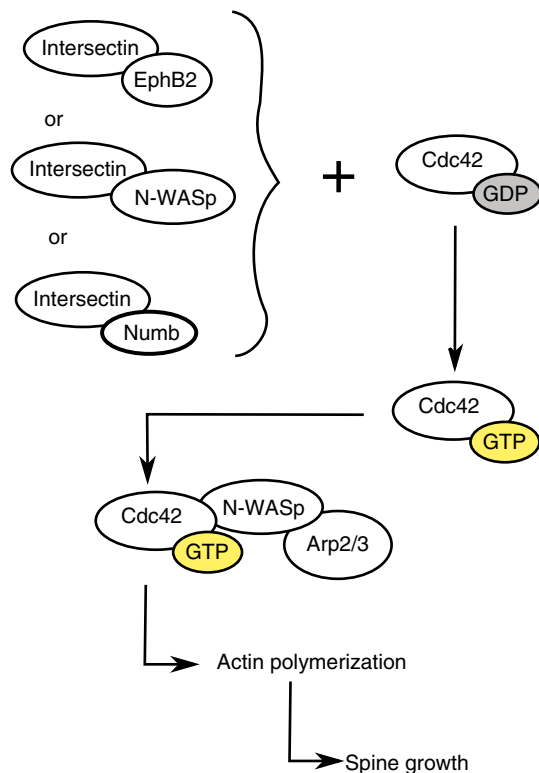 Intersectin
EphB2
or
Intersectin
N-WASp
or
Intersectin
Numb
+
Cdc42
GDP
Cdc42
GTP
Cdc42
N-WASp
GTP
Arp2/3
Actin polymerization
Spine growth